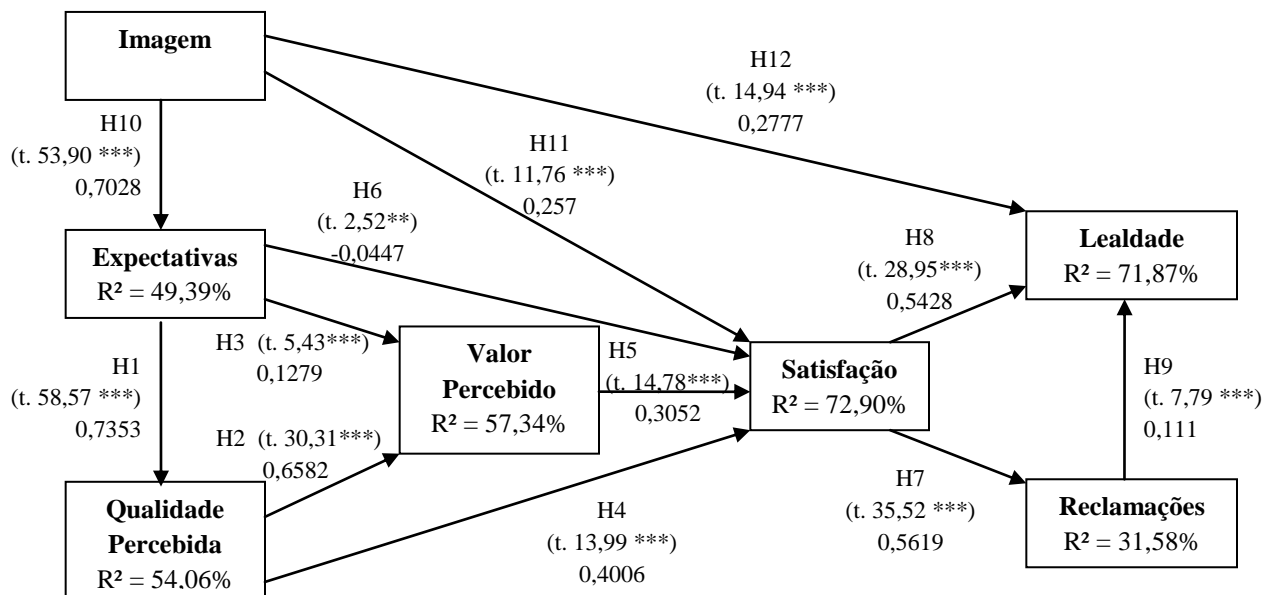 Imagem
H12
(t. 14,94 ***)
0,2777
H10
(t. 53,90 ***)
0,7028
H11
(t. 11,76 ***)
0,257
H6
(t. 2,52**)
-0,0447
Expectativas
R² = 49,39%
H8
(t. 28,95***)
0,5428
Lealdade
R² = 71,87%
H3 (t. 5,43***)
0,1279
Valor
Percebido
R² = 57,34%
H5
(t. 14,78***)
0,3052
Satisfação
R² = 72,90%
H1
(t. 58,57 ***)
0,7353
H9
(t. 7,79 ***)
0,111
H2 (t. 30,31***)
0,6582
Qualidade
Percebida
R² = 54,06%
H4
(t. 13,99 ***)
0,4006
H7
(t. 35,52 ***)
0,5619
Reclamações
R² = 31,58%